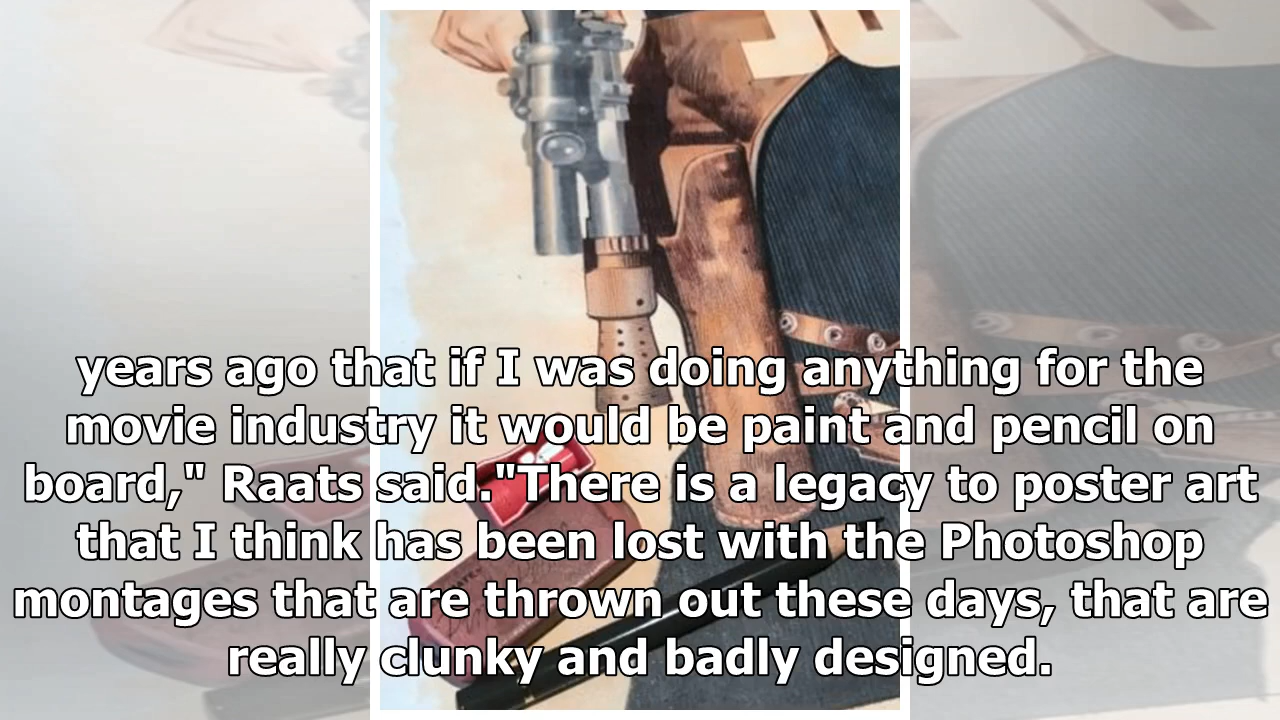 years ago that if I was doing anything for the
movie industry it would be paint and pencil on
board," Raats said."There is a legacy to poster art
that I think has been lost with the Photoshop
montages that are thrown out these days, that are
really clunky and badly designed.